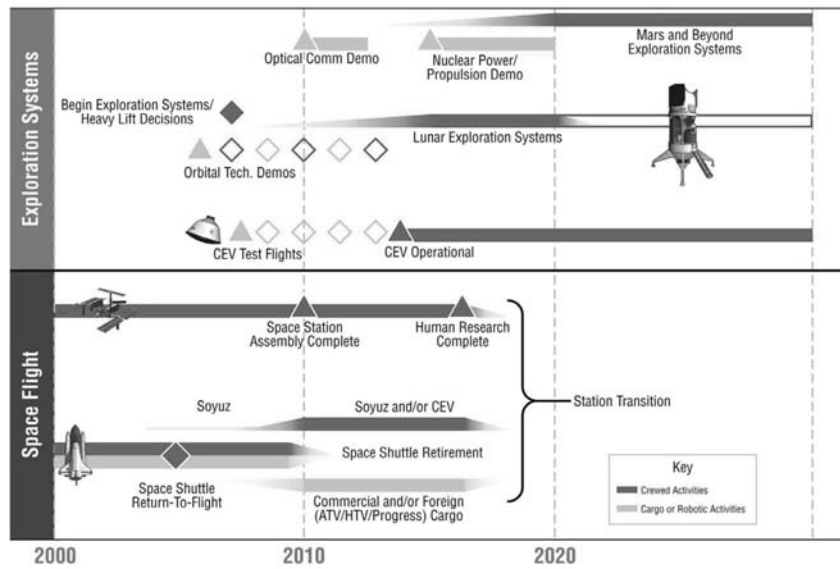 Exploration Systems
Mars and Beyond
Exploration Systems
Optical Comm Demo
Nuclear Power/
Propulsion Demo
Begin Exploration Systems/
Heavy Lift Decisions
Lunar Exploration Systems
Orbital Tech. Demos
CEV Test Flights
CEV Operational
Space Flight
Space Station
Assembly Complete
Human Research
Complete
Soyuz
Soyuz and/or CEV
Station Transition
Space Shuttle Retirement
Space Shuttle
Return-To-Flight
Commercial and/or Foreign
(ATV/HTV/Progress) Cargo
Key
Crewed Activities
Cargo or Robotic Activities
2000
2010
2020